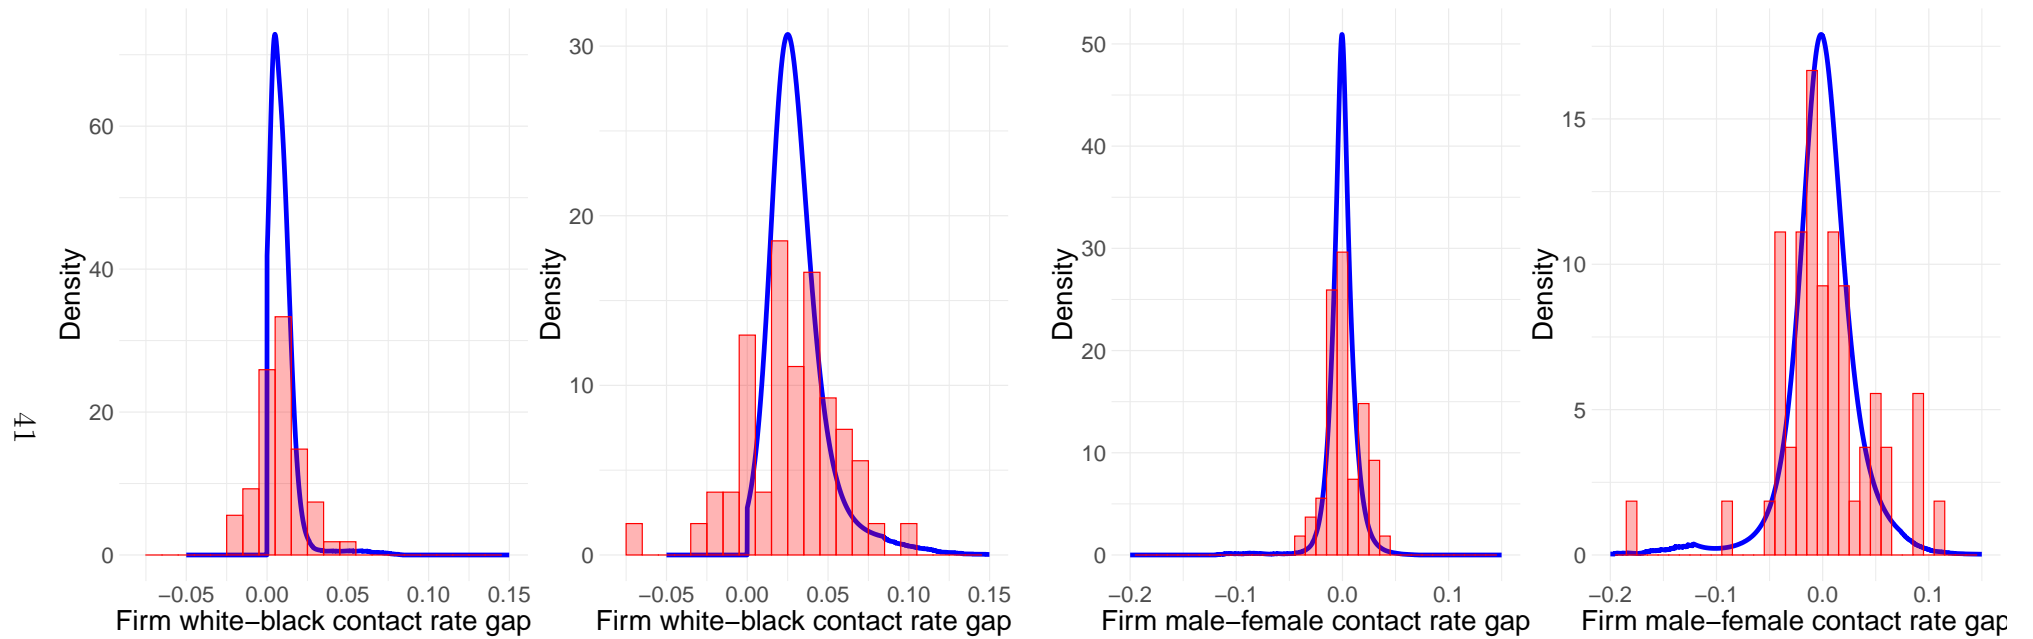 41
Density
60
40
20
0
−0.05 0.00 0.05 0.10 0.15
Firm white−black contact rate gap
Density
30
20
10
0
−0.05 0.00 0.05 0.10 0.15
Firm white−black contact rate gap
Density
50
40
30
20
10
0
−0.2 −0.1 0.0 0.1
Firm male−female contact rate gap
Density
15
10
5
0
−0.2 −0.1 0.0 0.1
Firm male−female contact rate gap